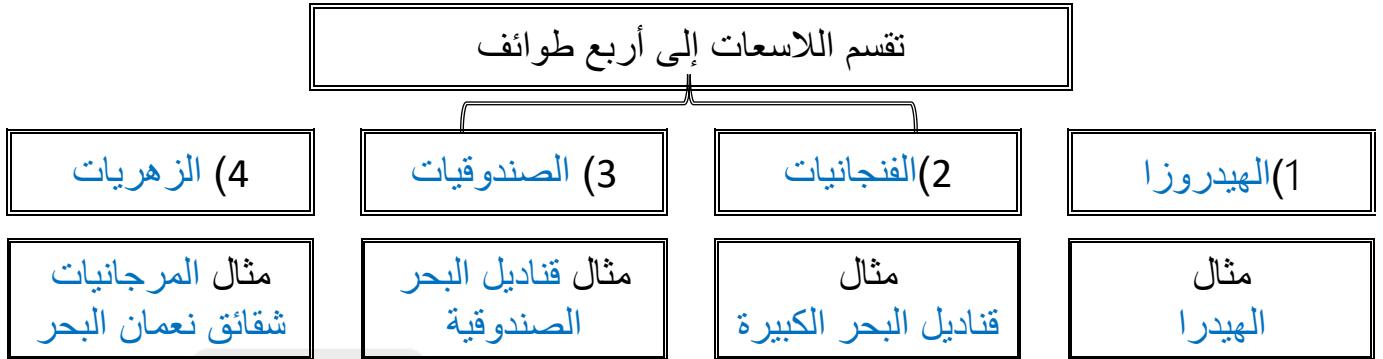 تقسم اللاسعات إلى أربع طوائف
1)الهيدروزا
2)الفنجانيات
3) الصندوقيات
4) الزهريات
مثال
الهيدرا
مثال
قناديل البحر الكبيرة
مثال قناديل البحر
الصندوقية
مثال المرجانيات
شقائق نعمان البحر